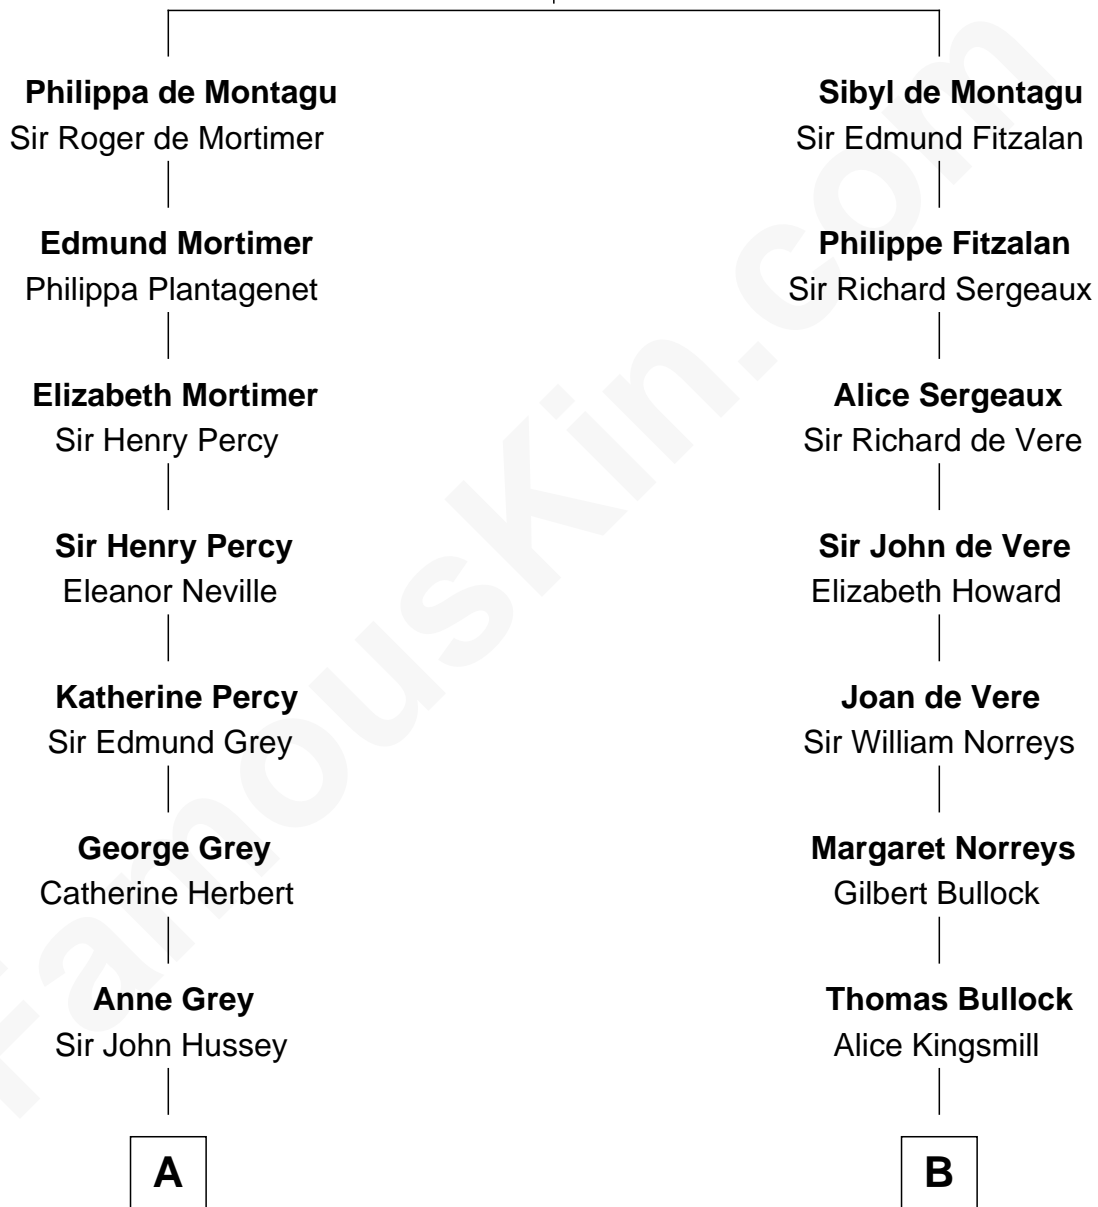 Philippa de Montagu
Sir Roger de Mortimer
Edmund Mortimer
Philippa Plantagenet
Elizabeth Mortimer
Sir Henry Percy
Sir Henry Percy
Eleanor Neville
Katherine Percy
Sir Edmund Grey
George Grey
Catherine Herbert
Anne Grey
Sir John Hussey
A
Sibyl de Montagu
Sir Edmund Fitzalan
Philippe Fitzalan
Sir Richard Sergeaux
Alice Sergeaux
Sir Richard de Vere
Sir John de Vere
Elizabeth Howard
Joan de Vere
Sir William Norreys
Margaret Norreys
Gilbert Bullock
Thomas Bullock
Alice Kingsmill
B
FamousKin.com